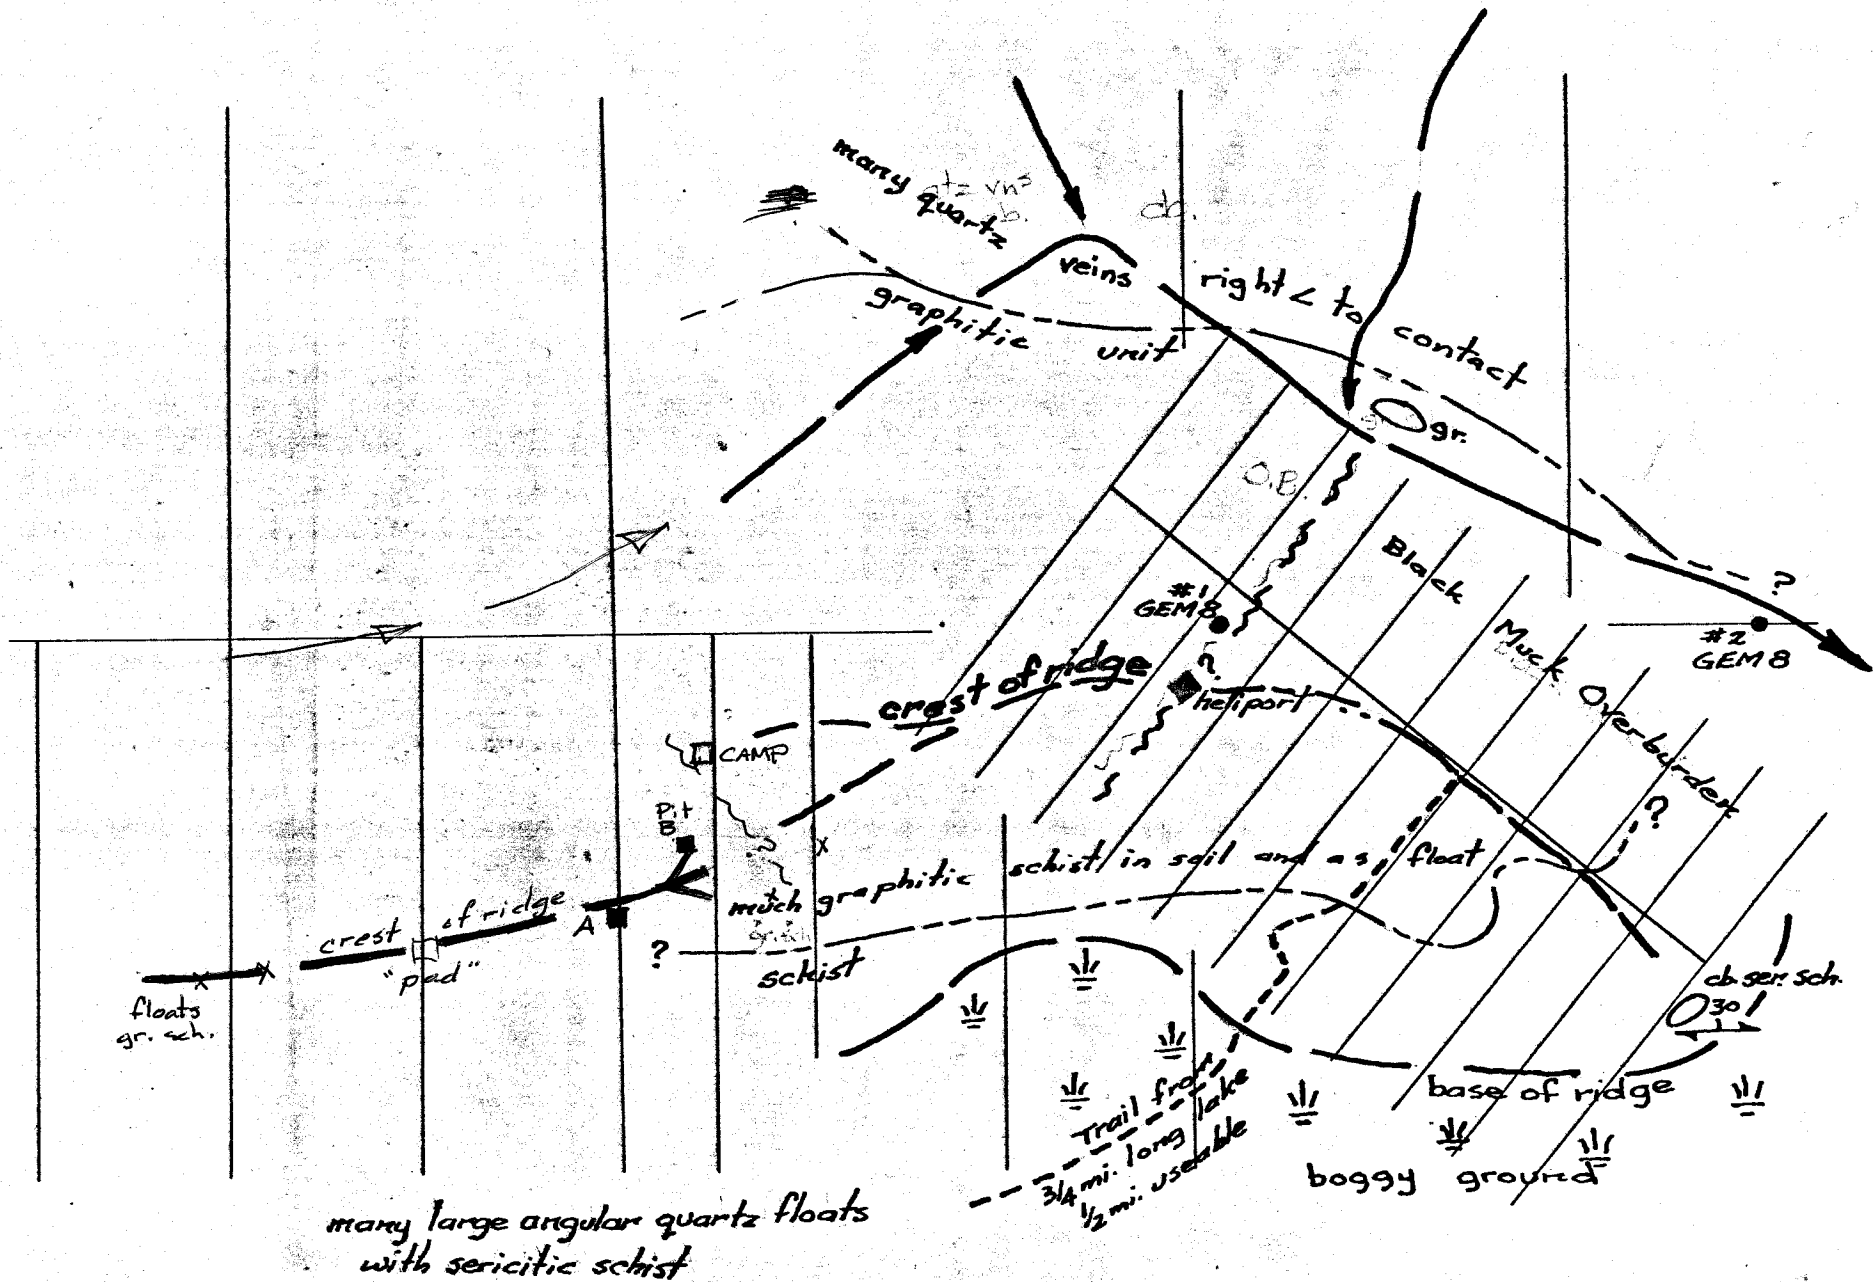 many quartz veins right < to contact
qtz vns
do.
graphitic unit
gr.
O.B.
Black Muck Overburden
#1
GEM 8
?
#2
GEM 8
?
crest of ridge
heliport
CAMP
Pit
B
?
much graphitic schist in soil and as float
A
crest of ridge
"pad"
?
schist
floats
gr. sch.
cb. ser. sch.
30
base of ridge
Trail from
3/4 mi. long lake
1/2 mi. useable
boggy ground
many large angular quartz floats
with sericitic schist